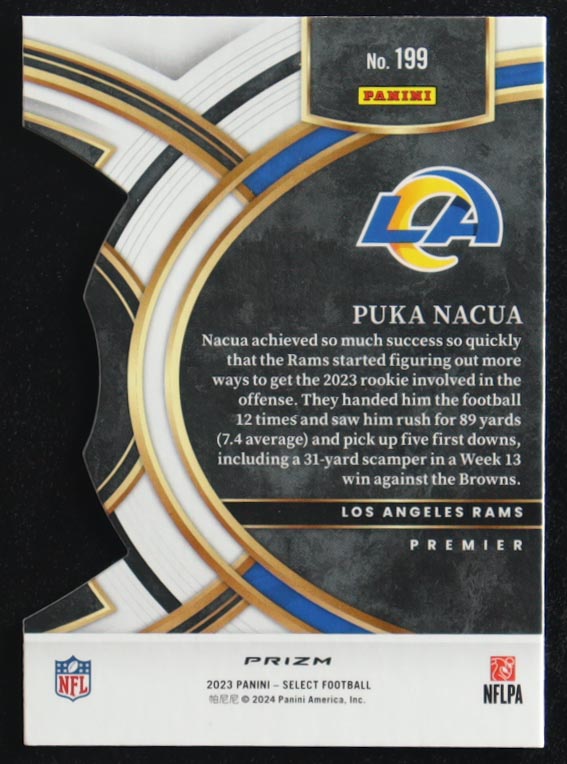 No. 199
PANINI
LA
PUKA NACUA
Nacua achieved so much success so quickly
that the Rams started figuring out more
ways to get the 2023 rookie involved in the
offense. They handed him the football
12 times and saw him rush for 89 yards
(7.4 average) and pick up five first downs,
including a 31-yard scamper in a Week 13
win against the Browns.
LOS ANGELES RAMS
PREMIER
PRIZM
NFL
2023 PANINI – SELECT FOOTBALL
帕尼尼 © 2024 Panini America, Inc.
NFLPA